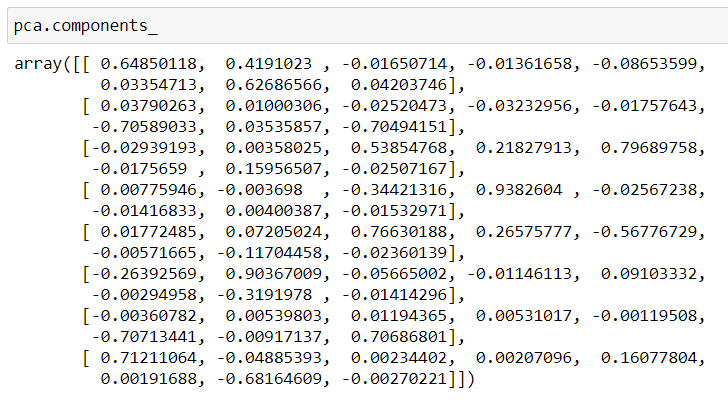 pca.components_
array([[ 0.64850118,  0.4191023 , -0.01650714, -0.01361658, -0.08653599,
         0.03354713,  0.62686566,  0.04203746],
       [ 0.03790263,  0.01000306, -0.02520473, -0.03232956, -0.01757643,
        -0.70589033,  0.03535857, -0.70494151],
       [-0.02939193,  0.00358025,  0.53854768,  0.21827913,  0.79689758,
        -0.0175659 ,  0.15956507, -0.02507167],
       [ 0.00775946, -0.003698  , -0.34421316,  0.9382604 , -0.02567238,
        -0.01416833,  0.00400387, -0.01532971],
       [ 0.01772485,  0.07205024,  0.76630188,  0.26575777, -0.56776729,
        -0.00571665, -0.11704458, -0.02360139],
       [-0.26392569,  0.90367009, -0.05665002, -0.01146113,  0.09103332,
        -0.00294958, -0.3191978 , -0.01414296],
       [-0.00360782,  0.00539803,  0.01194365,  0.00531017, -0.00119508,
        -0.70713441, -0.00917137,  0.70686801],
       [ 0.71211064, -0.04885393,  0.00234402,  0.00207096,  0.16077804,
         0.00191688, -0.68164609, -0.00270221]])